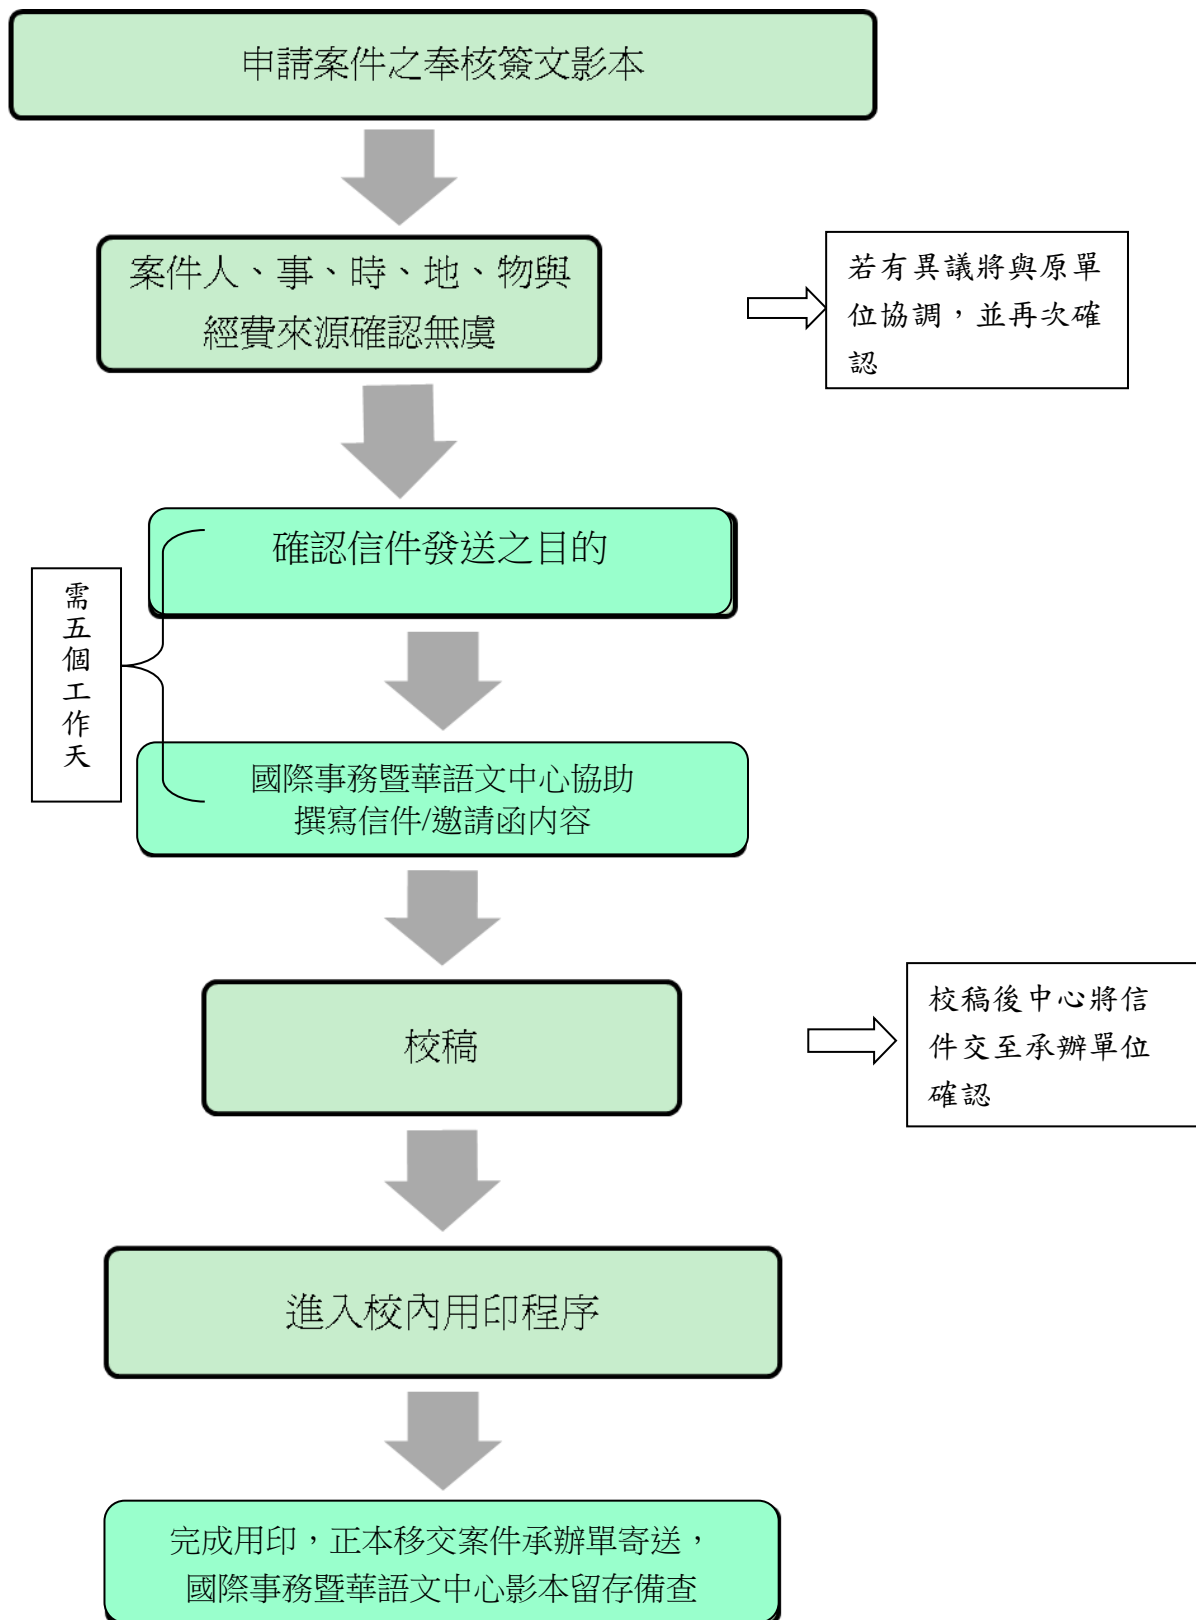 申請案件之奉核簽文影本
案件人、事、時、地、物與
經費來源確認無虞
若有異議將與原單
位協調，並再次確
認
確認信件發送之目的
需
五
個
工
作
天
國際事務暨華語文中心協助
撰寫信件/邀請函內容
校稿
校稿後中心將信
件交至承辦單位
確認
進入校內用印程序
完成用印，正本移交案件承辦單寄送，
國際事務暨華語文中心影本留存備查